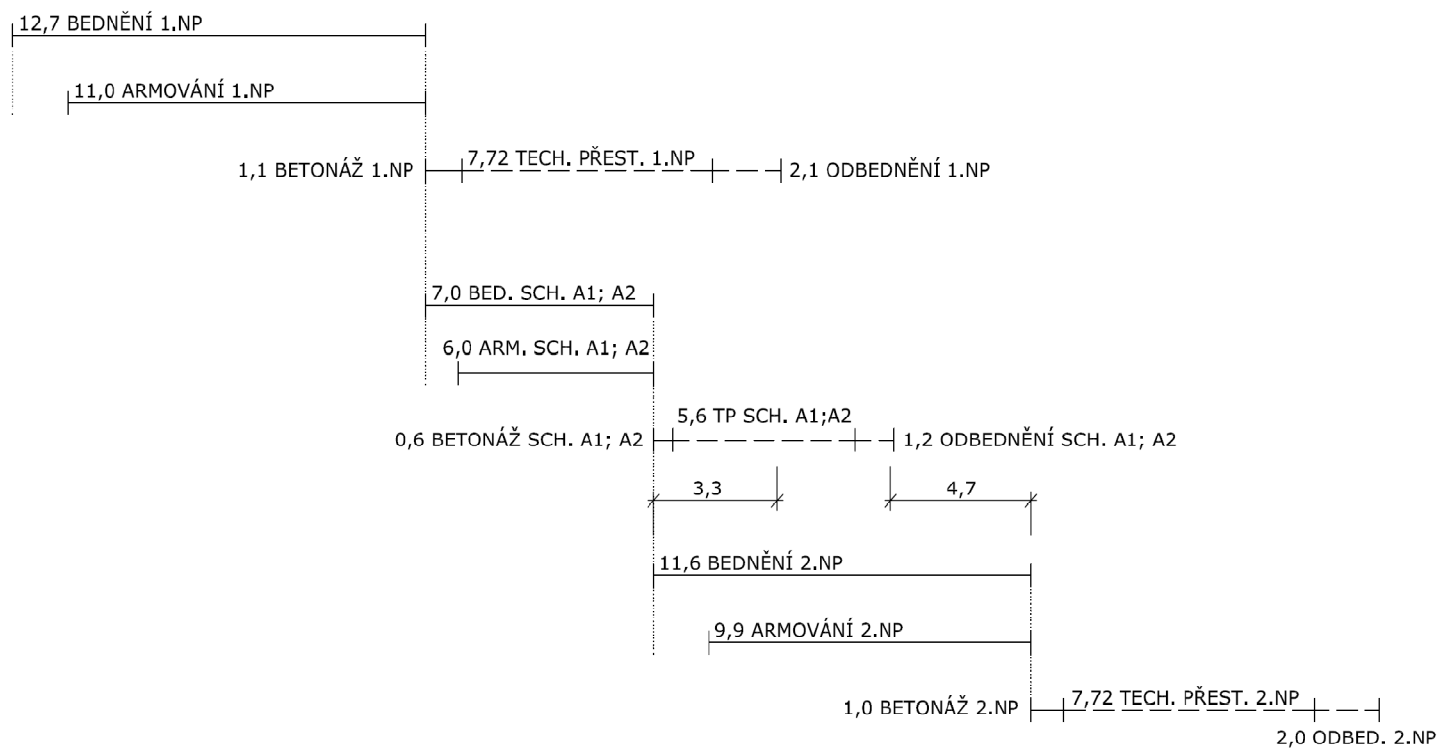 12,7 BEDNĚNÍ 1.NP
11,0 ARMOVÁNÍ 1.NP
1,1 BETONÁŽ 1.NP
7,72 TECH. PŘEST. 1.NP
2,1 ODBEDNĚNÍ 1.NP
7,0 BED. SCH. A1; A2
6,0 ARM. SCH. A1; A2
0,6 BETONÁŽ SCH. A1; A2
5,6 TP SCH. A1;A2
1,2 ODBEDNĚNÍ SCH. A1; A2
3,3
4,7
11,6 BEDNĚNÍ 2.NP
9,9 ARMOVÁNÍ 2.NP
1,0 BETONÁŽ 2.NP
7,72 TECH. PŘEST. 2.NP
2,0 ODBED. 2.NP